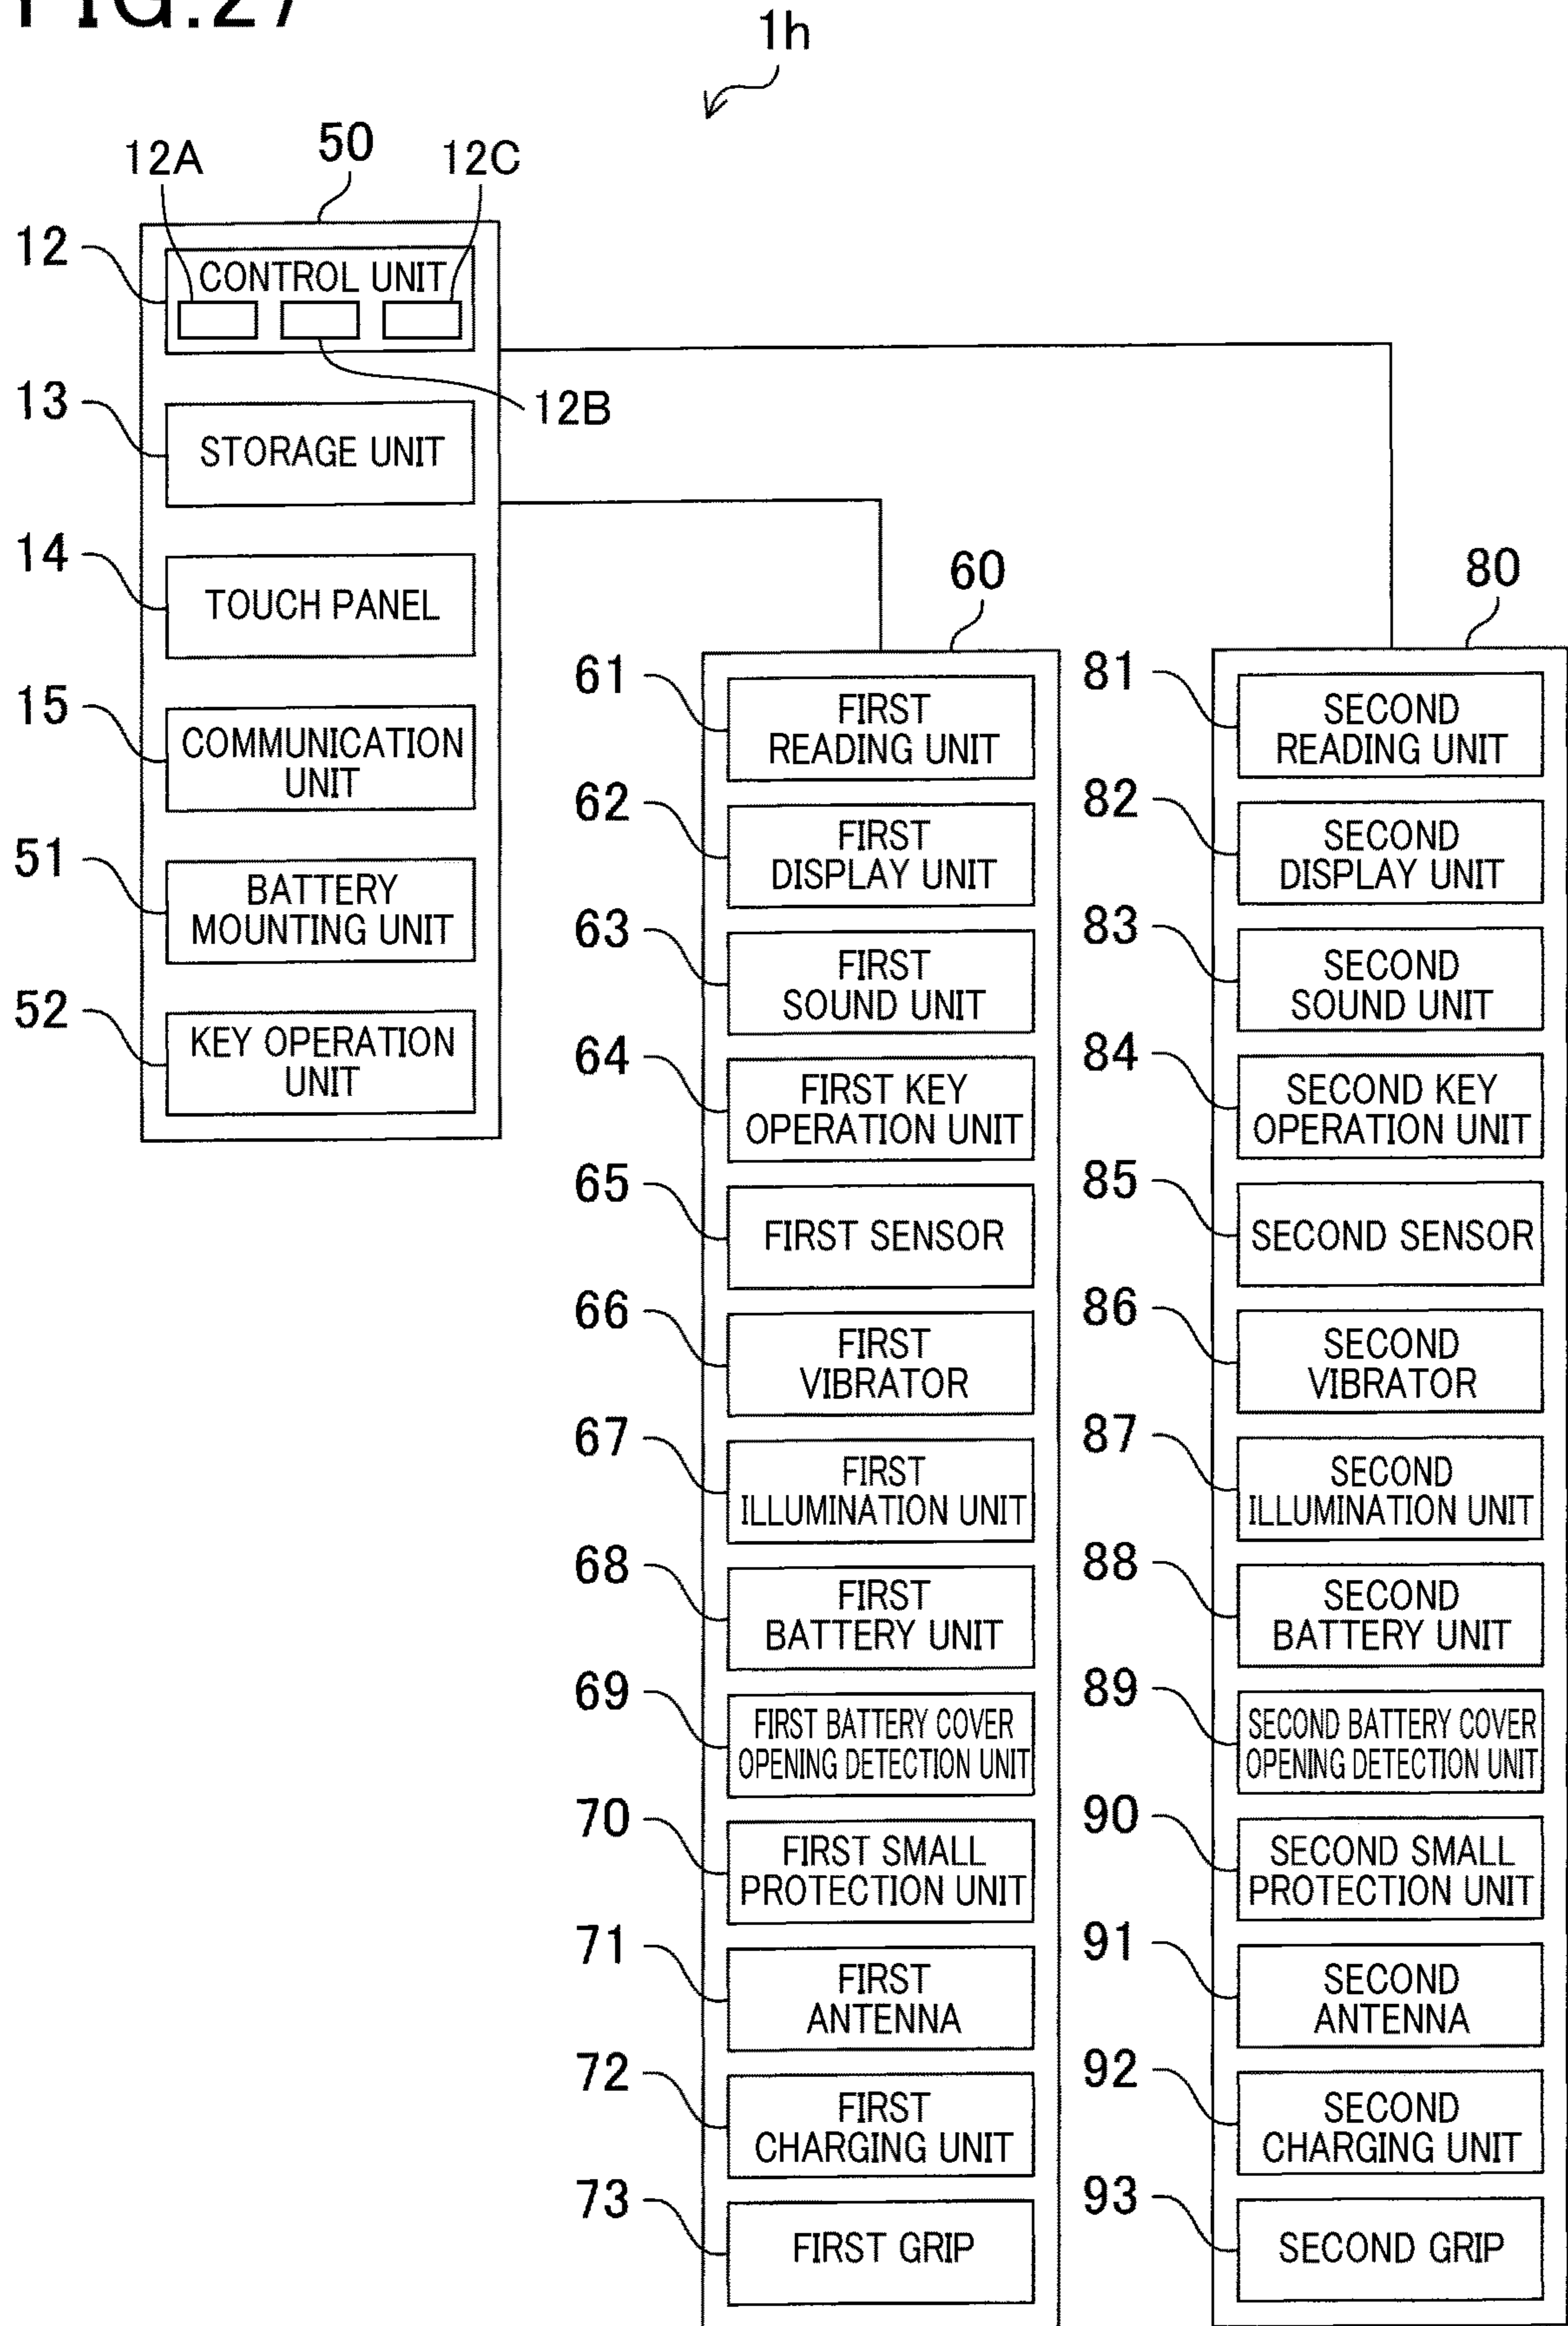 FIG.27
1h
50
12A
12C
12
CONTROL UNIT
12B
13
STORAGE UNIT
14
TOUCH PANEL
15
COMMUNICATION
UNIT
51
BATTERY
MOUNTING UNIT
52
KEY OPERATION
UNIT
60
61
FIRST
READING UNIT
62
FIRST
DISPLAY UNIT
63
FIRST
SOUND UNIT
64
FIRST KEY
OPERATION UNIT
65
FIRST SENSOR
66
FIRST
VIBRATOR
67
FIRST
ILLUMINATION UNIT
68
FIRST
BATTERY UNIT
69
FIRST BATTERY COVER
OPENING DETECTION UNIT
70
FIRST SMALL
PROTECTION UNIT
71
FIRST
ANTENNA
72
FIRST
CHARGING UNIT
73
FIRST GRIP
80
81
SECOND
READING UNIT
82
SECOND
DISPLAY UNIT
83
SECOND
SOUND UNIT
84
SECOND KEY
OPERATION UNIT
85
SECOND SENSOR
86
SECOND
VIBRATOR
87
SECOND
ILLUMINATION UNIT
88
SECOND
BATTERY UNIT
89
SECOND BATTERY COVER
OPENING DETECTION UNIT
90
SECOND SMALL
PROTECTION UNIT
91
SECOND
ANTENNA
92
SECOND
CHARGING UNIT
93
SECOND GRIP